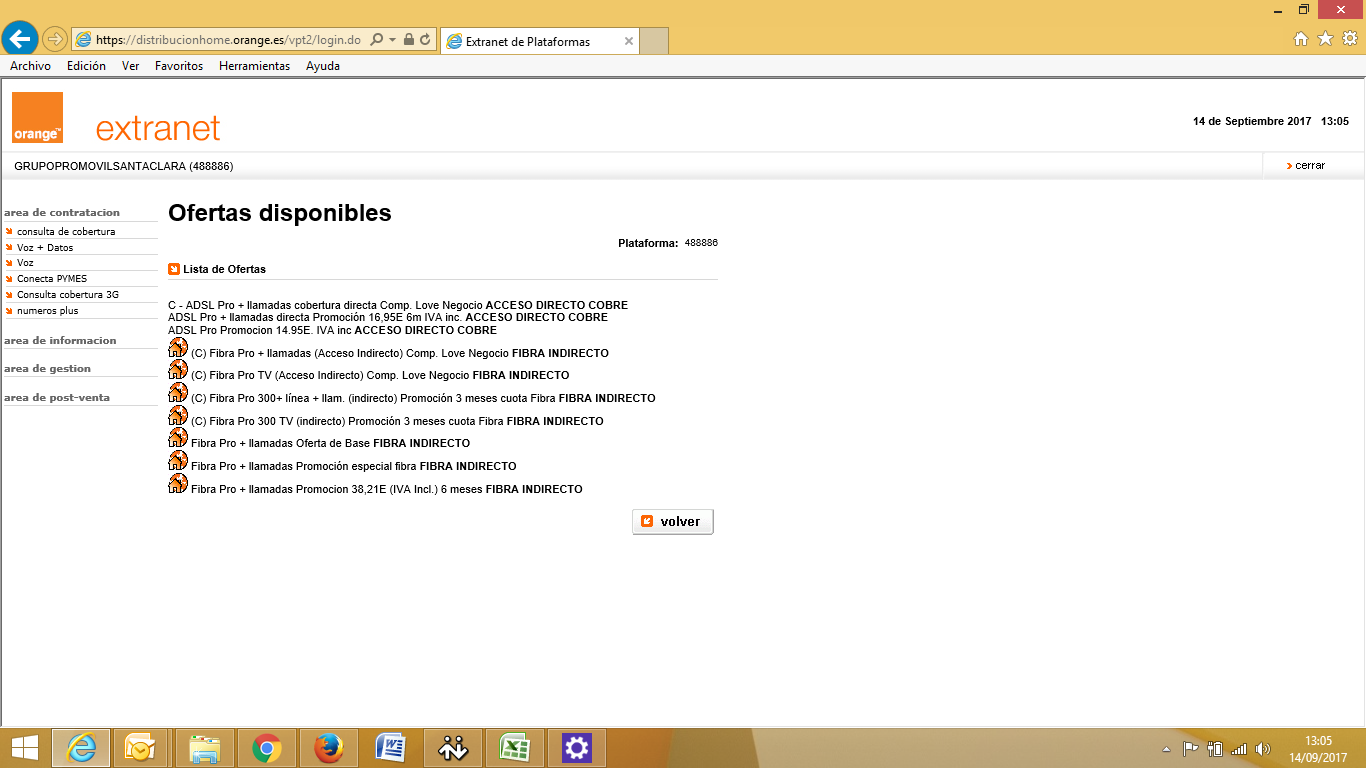 https://distribucionhome.orange.es/vpt2/login.do
Extranet de Plataformas
Archivo Edición Ver Favoritos Herramientas Ayuda
orange™
extranet
14 de Septiembre 2017 13:05
GRUPOPROMOVILSANTACLARA (488886)
cerrar
area de contratacion
consulta de cobertura
Voz + Datos
Voz
Conecta PYMES
Consulta cobertura 3G
numeros plus
area de informacion
area de gestion
area de post-venta
Ofertas disponibles
Plataforma: 488886
Lista de Ofertas
C - ADSL Pro + llamadas cobertura directa Comp. Love Negocio ACCESO DIRECTO COBRE
ADSL Pro + llamadas directa Promoción 16,95E 6m IVA inc. ACCESO DIRECTO COBRE
ADSL Pro Promocion 14.95E. IVA inc ACCESO DIRECTO COBRE
(C) Fibra Pro + llamadas (Acceso Indirecto) Comp. Love Negocio FIBRA INDIRECTO
(C) Fibra Pro TV (Acceso Indirecto) Comp. Love Negocio FIBRA INDIRECTO
(C) Fibra Pro 300+ línea + llam. (indirecto) Promoción 3 meses cuota Fibra FIBRA INDIRECTO
(C) Fibra Pro 300 TV (indirecto) Promoción 3 meses cuota Fibra FIBRA INDIRECTO
Fibra Pro + llamadas Oferta de Base FIBRA INDIRECTO
Fibra Pro + llamadas Promoción especial fibra FIBRA INDIRECTO
Fibra Pro + llamadas Promocion 38,21E (IVA Incl.) 6 meses FIBRA INDIRECTO
volver
13:05
14/09/2017